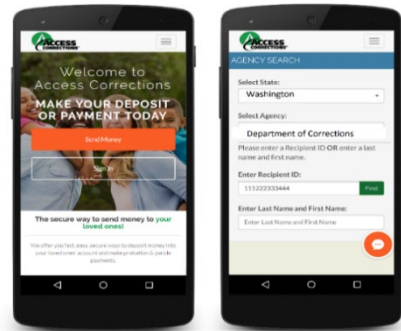 ACCESS
CORRECTIONS
Welcome to
Access Corrections
MAKE YOUR DEPOSIT
OR PAYMENT TODAY
Send Money
Sign In
The secure way to send money to your
loved ones!
We offer you fast, easy, secure ways to deposit money into
your loved ones' account and make probation & parole
payments.
ACCESS
CORRECTIONS
AGENCY SEARCH
Select State:
Washington
Select Agency:
Department of Corrections
Please enter a Recipient ID OR enter a last
name and first name.
Enter Recipient ID:
111222333444
Find
Enter Last Name and First Name:
Enter Last Name and First Name